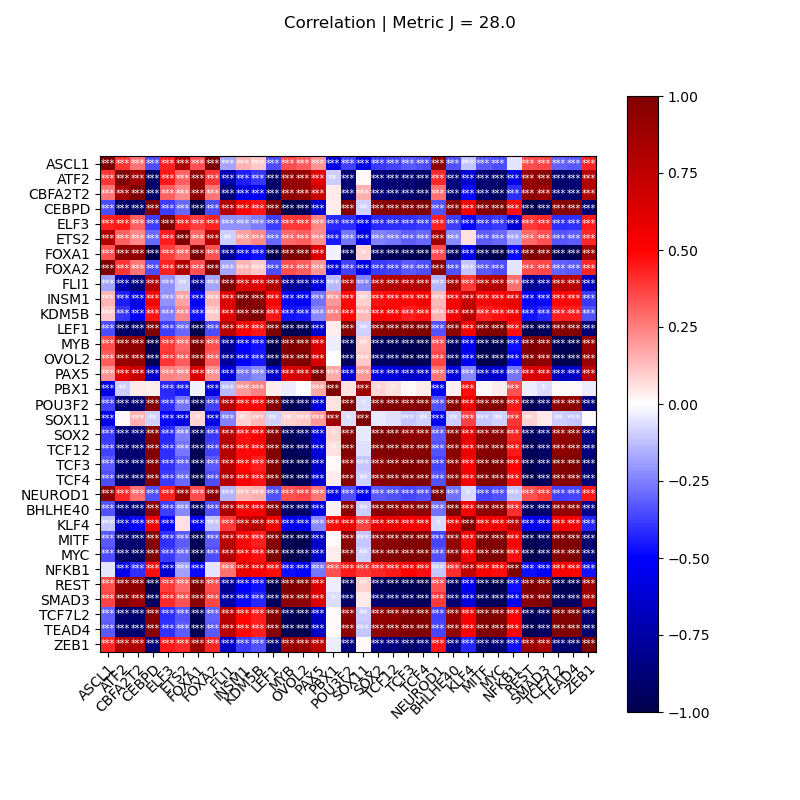 Correlation | Metric J = 28.0
ASCL1
ATF2
CBFA2T2
CEBPD
ELF3
ETS2
FOXA1
FOXA2
FLI1
INSM1
KDM5B
LEF1
MYB
OVOL2
PAX5
PBX1
POU3F2
SOX11
SOX2
TCF12
TCF3
TCF4
NEUROD1
BHLHE40
KLF4
MITF
MYC
NFKB1
REST
SMAD3
TCF7L2
TEAD4
ZEB1
ASCL1 ATF2 CBFA2T2 CEBPD ELF3 ETS2 FOXA1 FOXA2 FLI1 INSM1 KDM5B LEF1 MYB OVOL2 PAX5 PBX1 POU3F2 SOX11 SOX2 TCF12 TCF3 TCF4 NEUROD1 BHLHE40 KLF4 MITF MYC NFKB1 REST SMAD3 TCF7L2 TEAD4 ZEB1
1.00
0.75
0.50
0.25
0.00
−0.25
−0.50
−0.75
−1.00